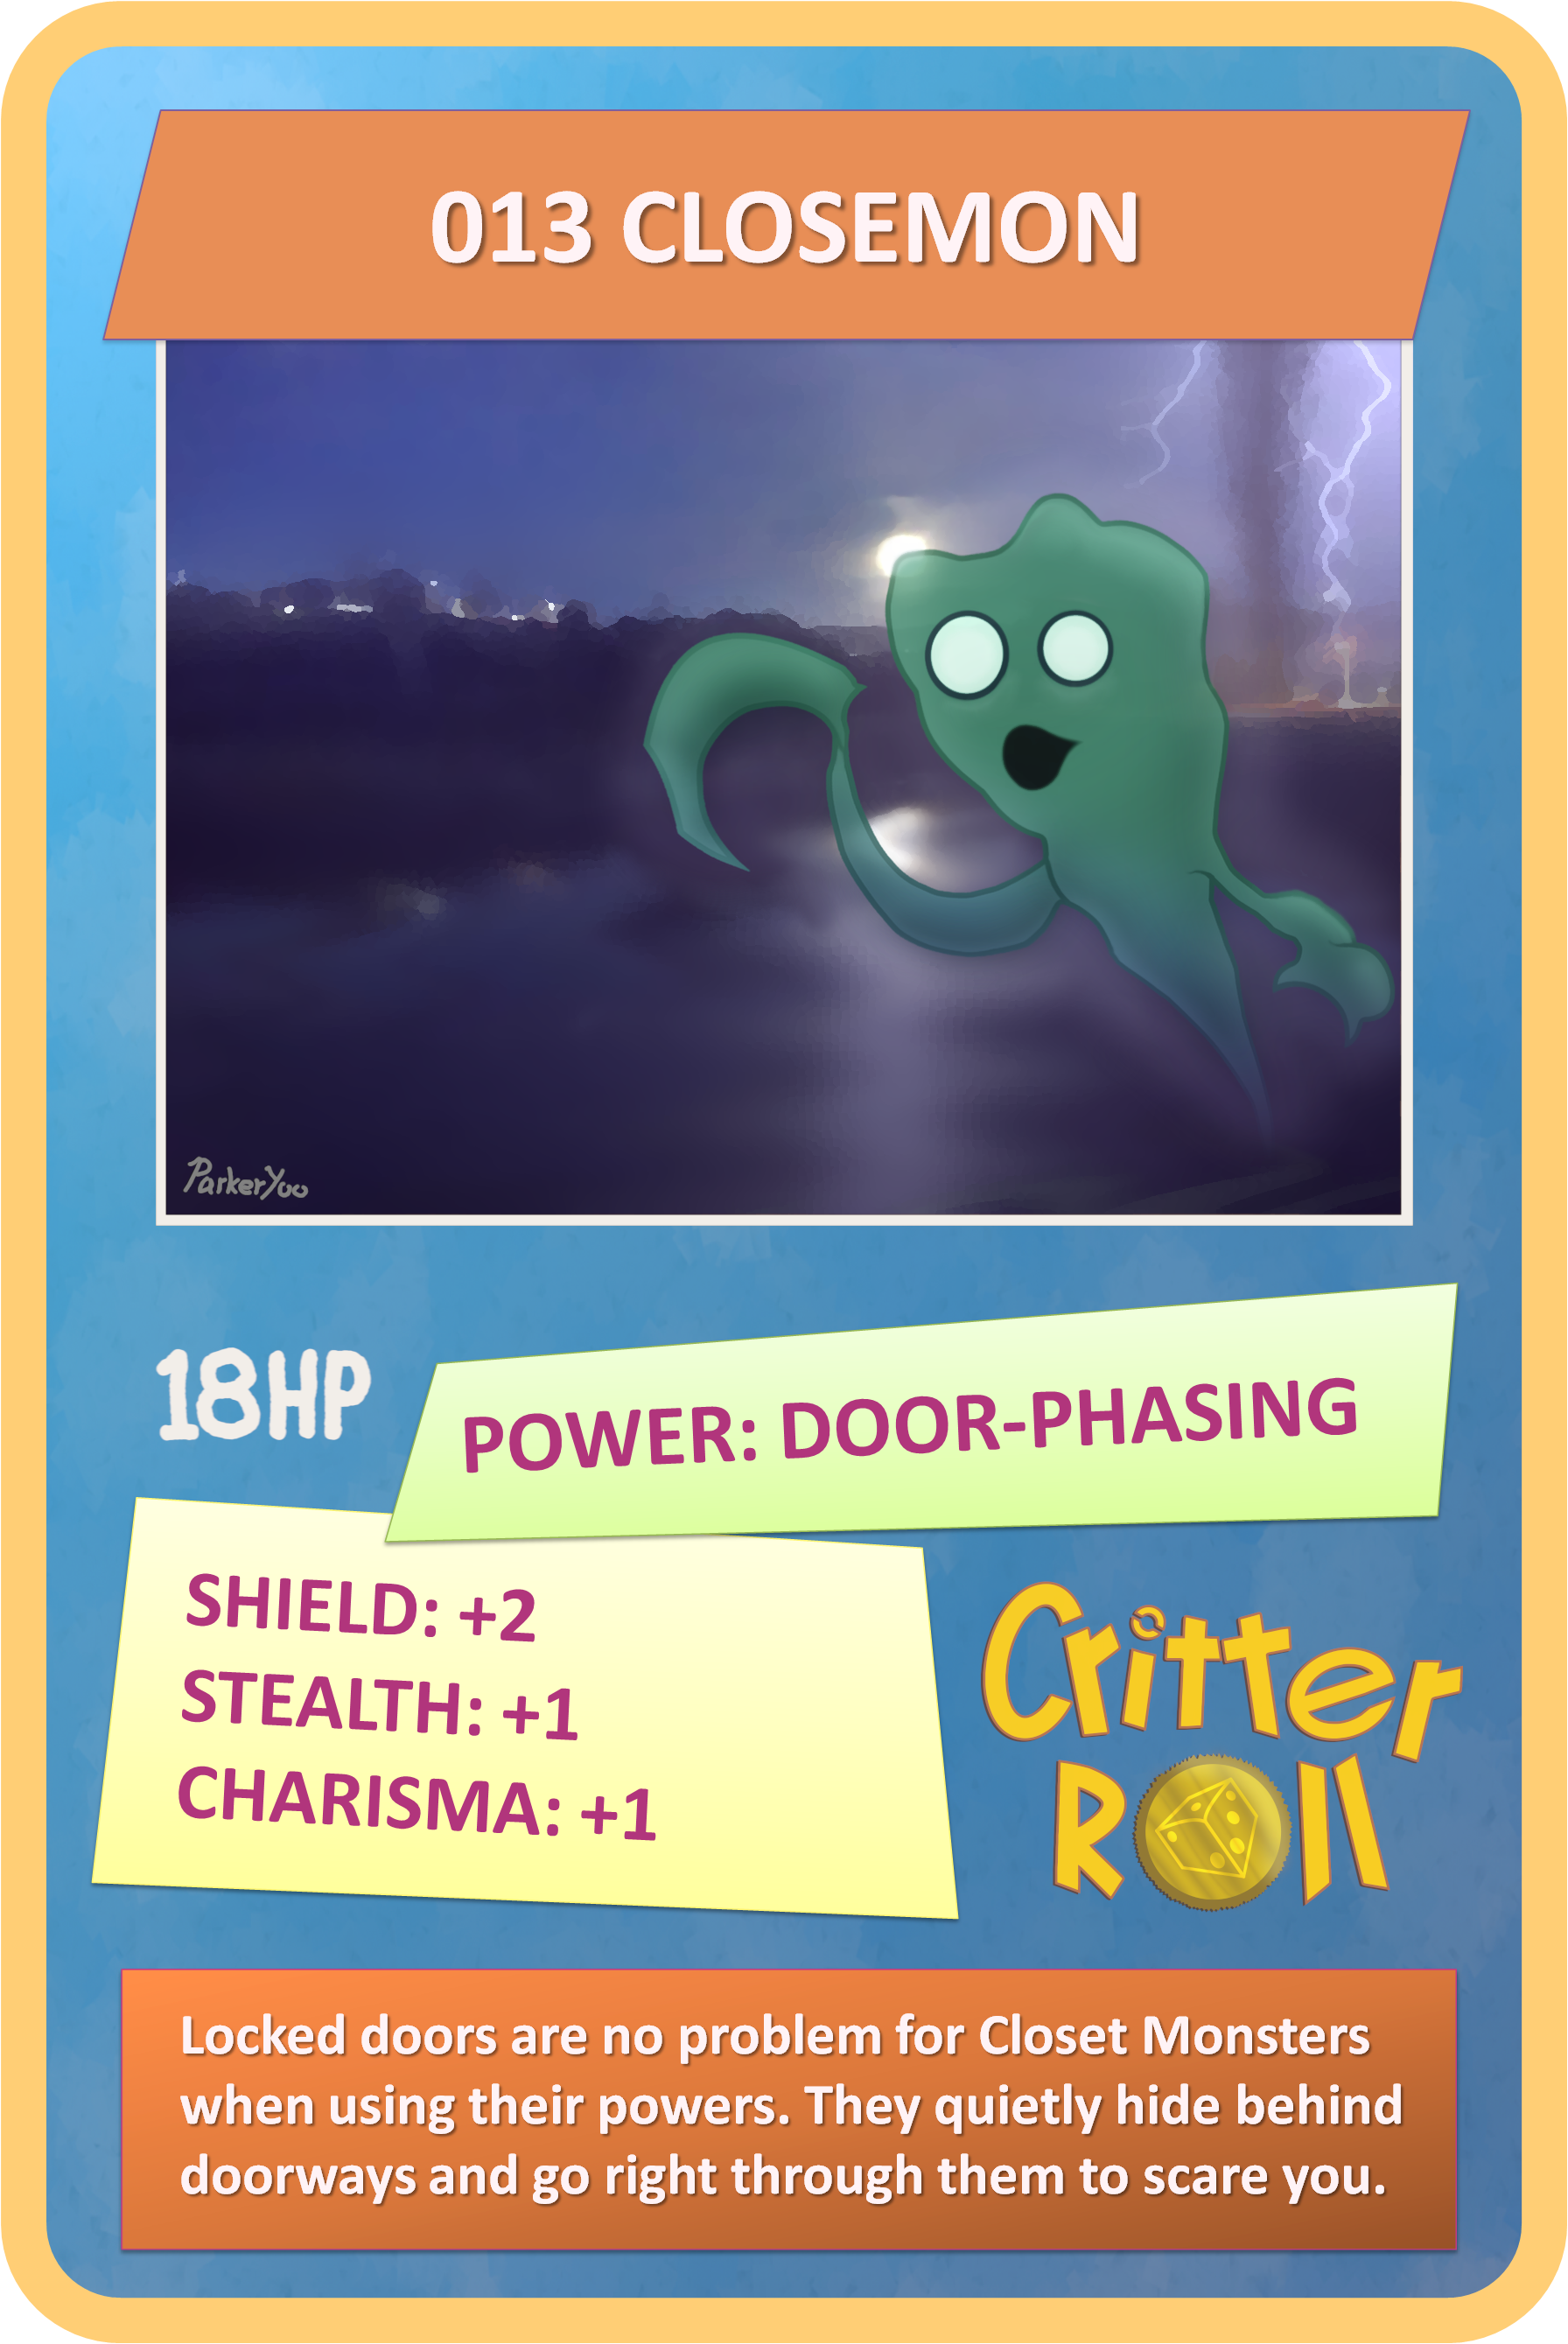 013 CLOSEMON
ParkerYoo
18HP
POWER: DOOR-PHASING
SHIELD: +2
STEALTH: +1
CHARISMA: +1
Critter
Roll
Locked doors are no problem for Closet Monsters
when using their powers. They quietly hide behind
doorways and go right through them to scare you.